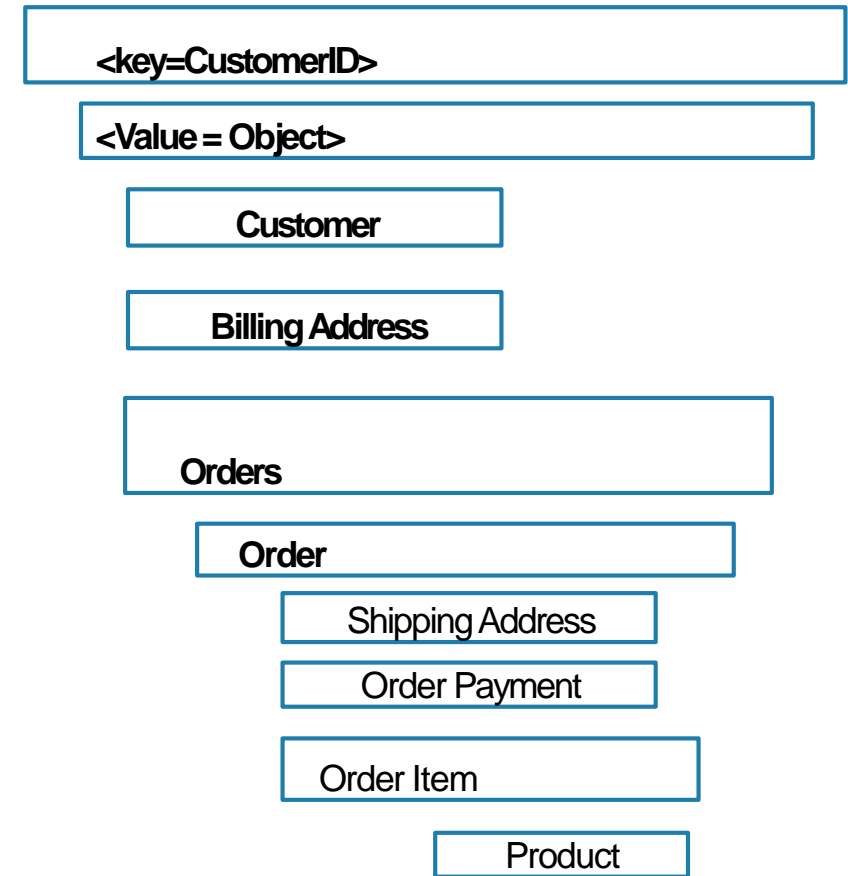 <key=CustomerID>
<Value = Object>
Customer
Billing Address
Orders
Order
Shipping Address
Order Payment
Order Item
Product